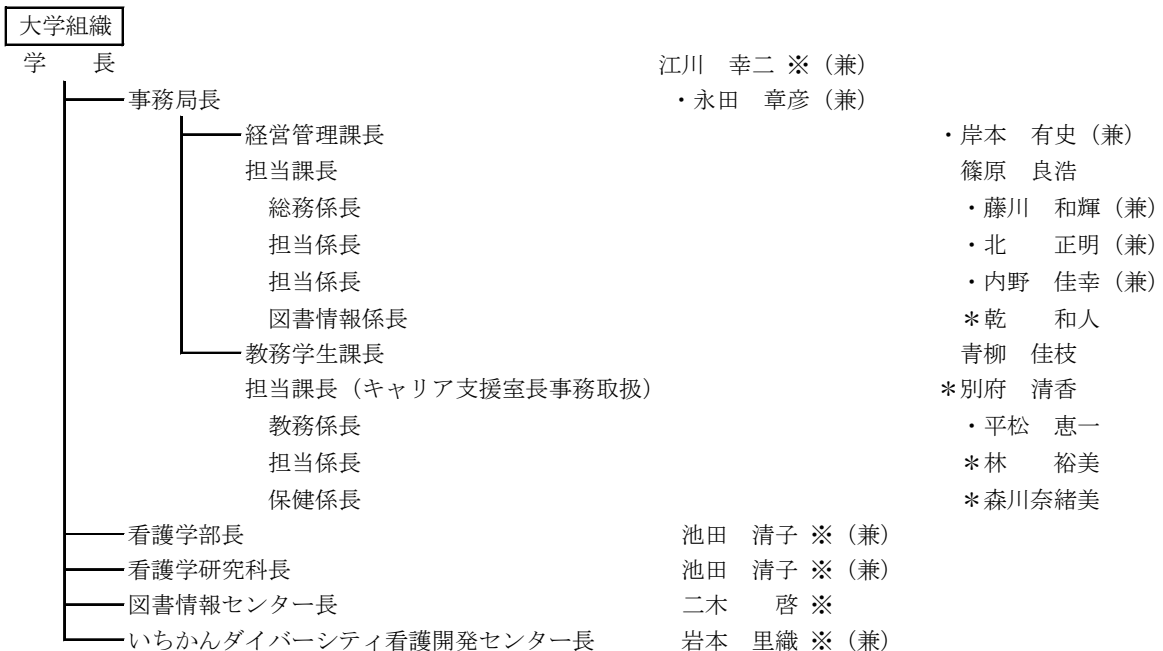 大学組織
学　　長　江川　幸二 ※（兼）
事務局長　・永田　章彦（兼）
経営管理課長　・岸本　有史（兼）
担当課長　篠原　良浩
総務係長　・藤川　和輝（兼）
担当係長　・北　　正明（兼）
担当係長　・内野　佳幸（兼）
図書情報係長　＊乾　　和人
教務学生課長　青柳　佳枝
担当課長（キャリア支援室長事務取扱）　＊別府　清香
教務係長　・平松　恵一
担当係長　＊林　　裕美
保健係長　＊森川奈緒美
看護学部長　池田　清子 ※（兼）
看護学研究科長　池田　清子 ※（兼）
図書情報センター長　二木　　啓 ※
いちかんダイバーシティ看護開発センター長　岩本　里織 ※（兼）